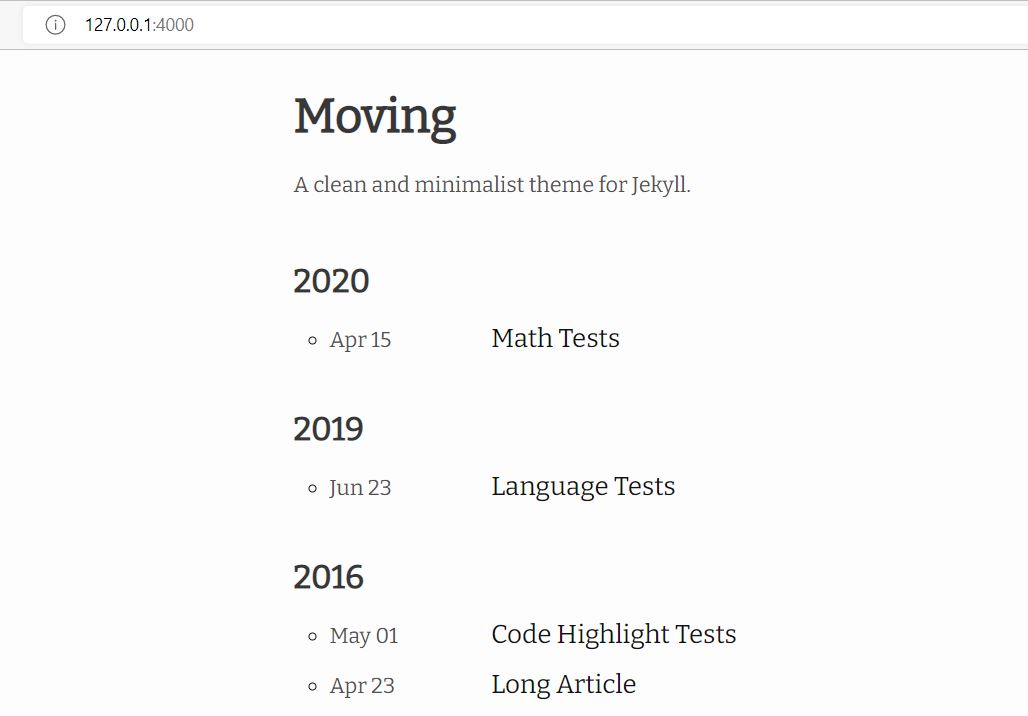 127.0.0.1:4000
Moving
A clean and minimalist theme for Jekyll.
2020
Apr 15 Math Tests
2019
Jun 23 Language Tests
2016
May 01 Code Highlight Tests
Apr 23 Long Article